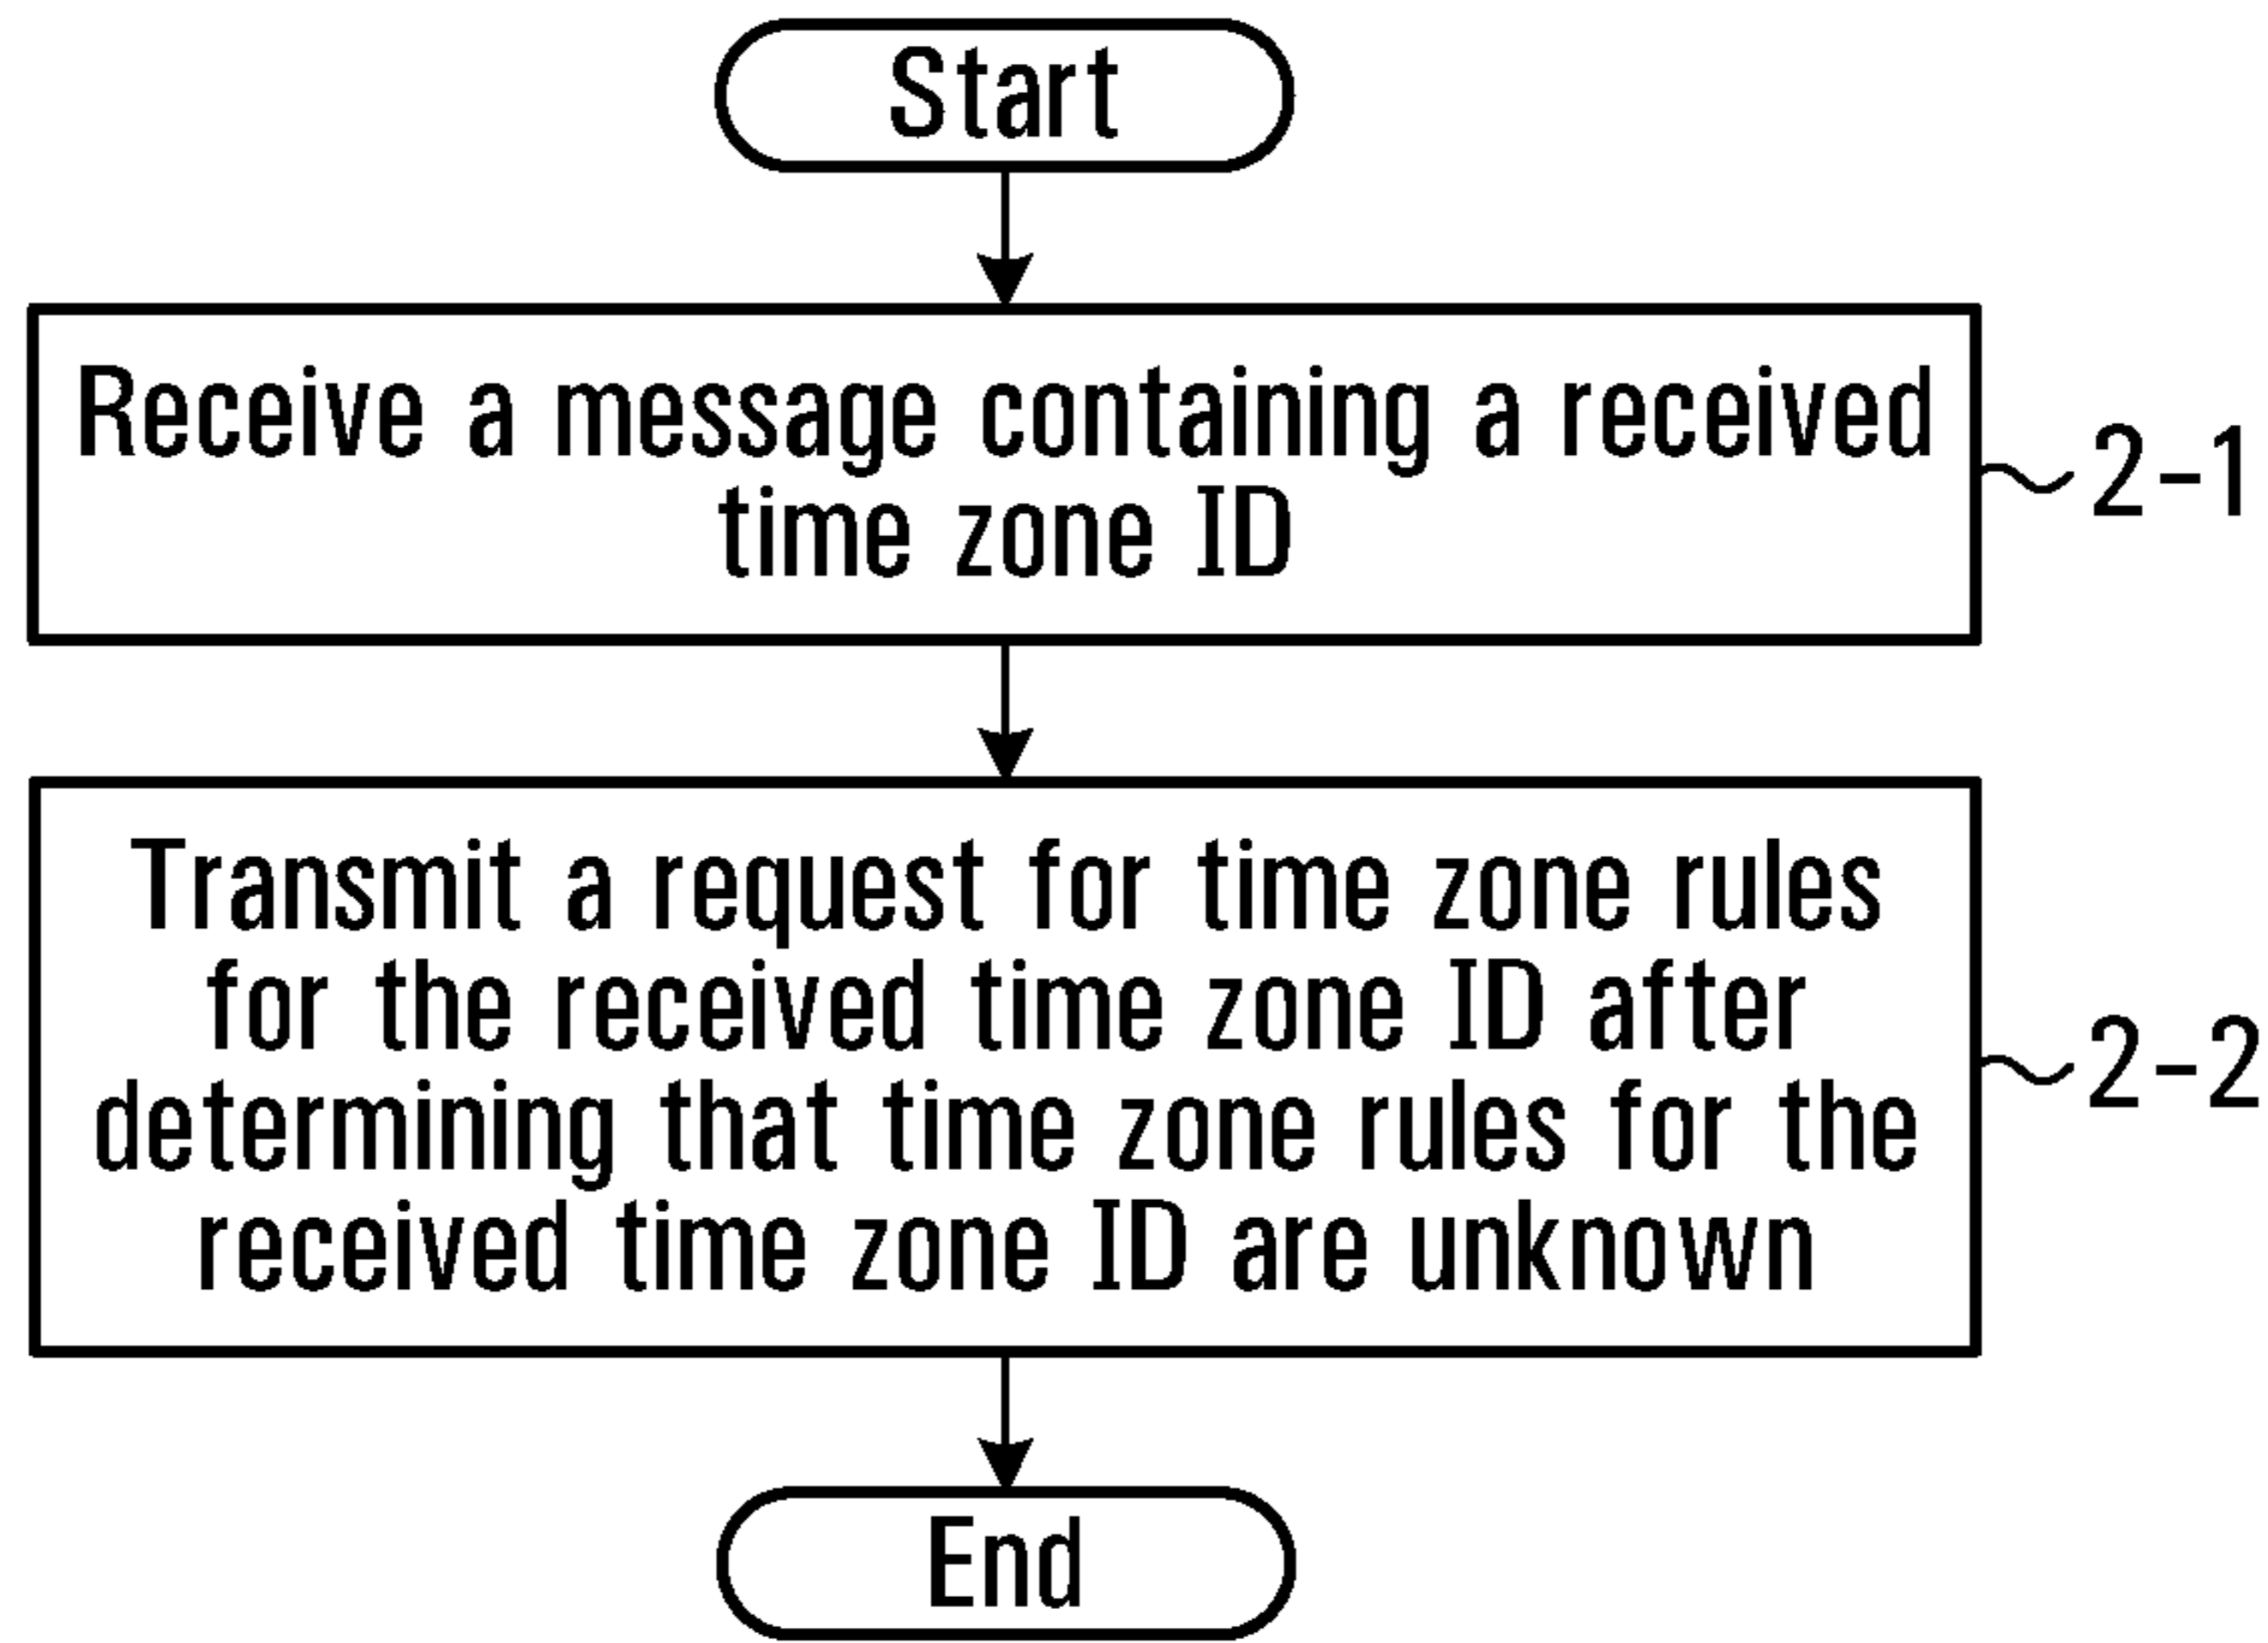 Start
Receive a message containing a received
time zone ID
2-1
Transmit a request for time zone rules
for the received time zone ID after
determining that time zone rules for the
received time zone ID are unknown
2-2
End